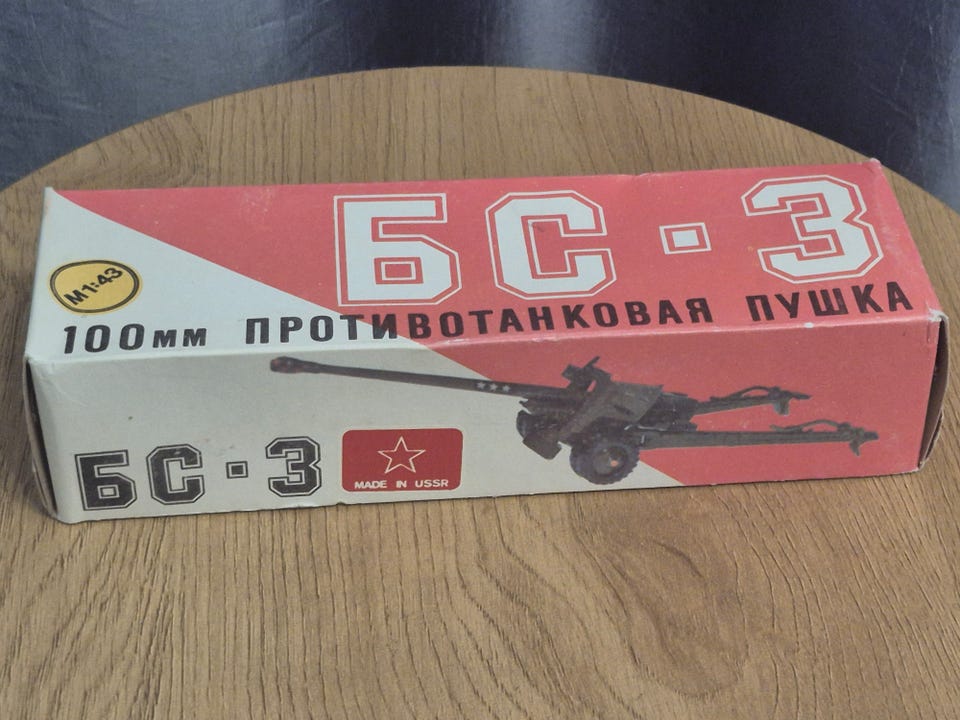 БС-3
М1:43
100мм ПРОТИВОТАНКОВАЯ ПУШКА
БС-3
MADE IN USSR